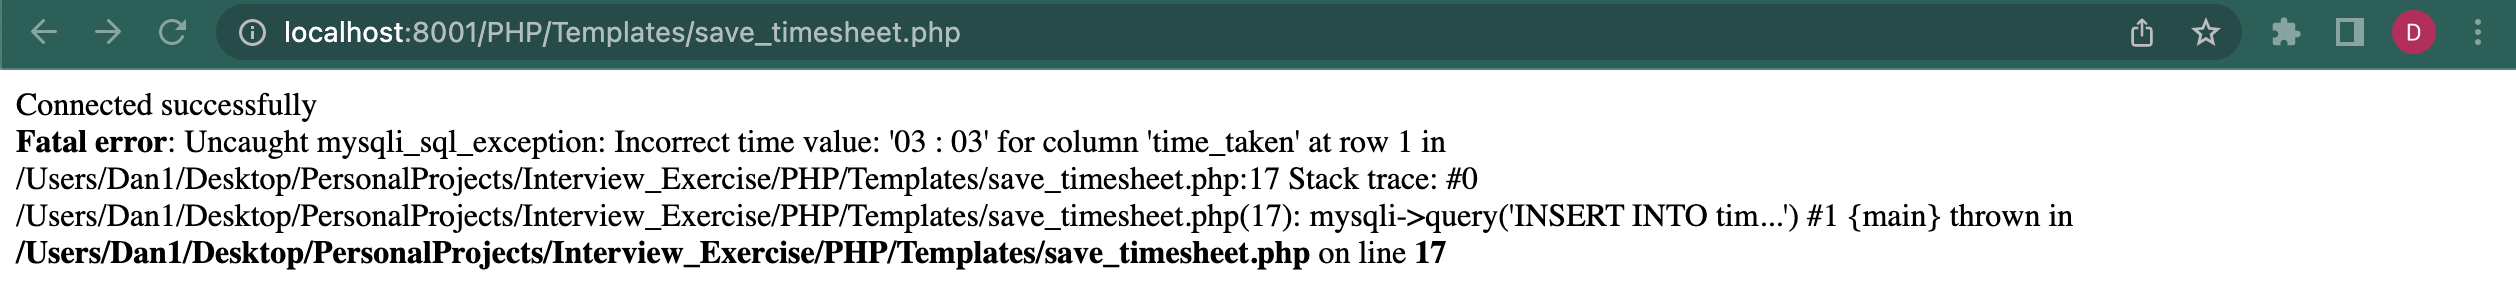 localhost:8001/PHP/Templates/save_timesheet.php
D
Connected successfully
Fatal error: Uncaught mysqli_sql_exception: Incorrect time value: '03 : 03' for column 'time_taken' at row 1 in
/Users/Dan1/Desktop/PersonalProjects/Interview_Exercise/PHP/Templates/save_timesheet.php:17 Stack trace: #0
/Users/Dan1/Desktop/PersonalProjects/Interview_Exercise/PHP/Templates/save_timesheet.php(17): mysqli->query('INSERT INTO tim...') #1 {main} thrown in
/Users/Dan1/Desktop/PersonalProjects/Interview_Exercise/PHP/Templates/save_timesheet.php on line 17